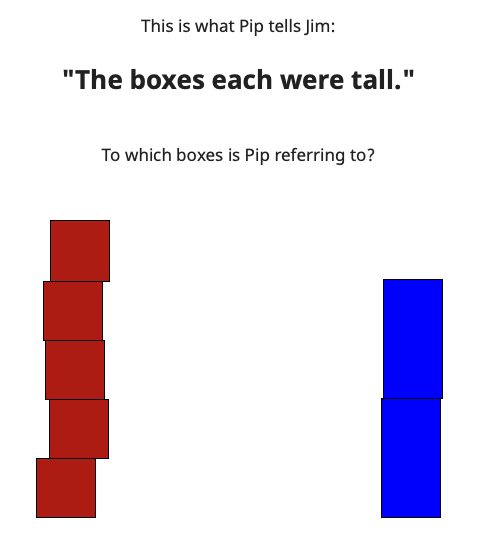 This is what Pip tells Jim:
"The boxes each were tall."
To which boxes is Pip referring to?